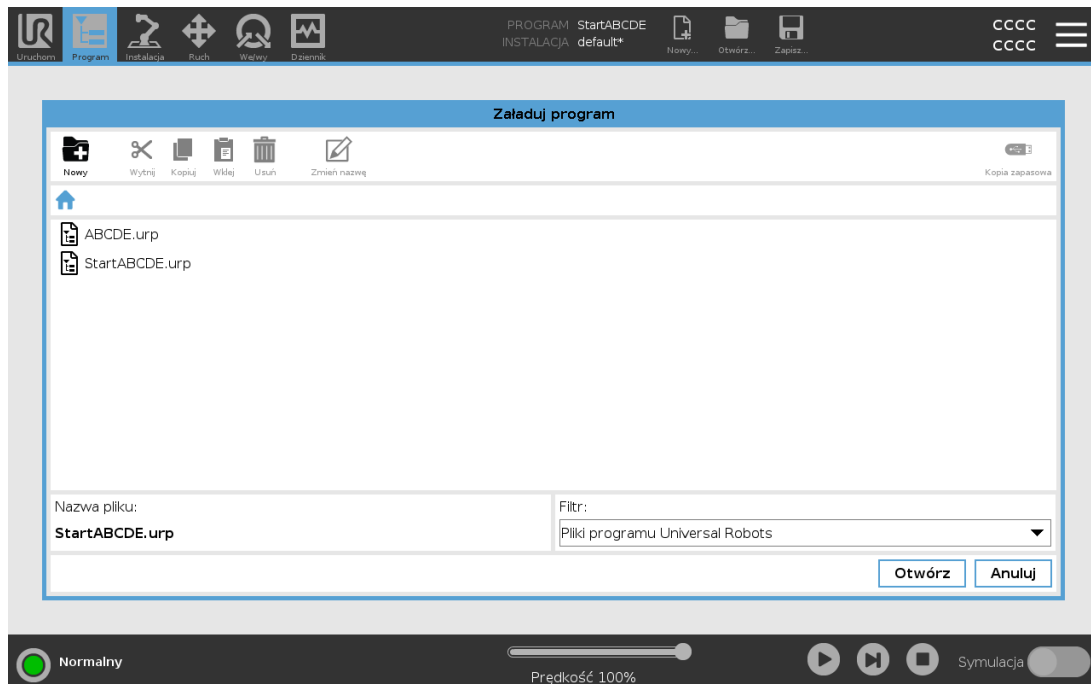 UR
PROGRAM StartABCDE
INSTALACJA default*
CCCC
CCCC
Uruchom Program Instalacja Ruch We/wy Dziennik Nowy... Otwórz... Zapisz...
Załaduj program
Nowy Wytnij Kopiuj Wklej Usuń Zmień nazwę Kopia zapasowa
ABCDE.urp
StartABCDE.urp
Nazwa pliku:
StartABCDE.urp
Filtr:
Pliki programu Universal Robots
Otwórz Anuluj
Normalny
Prędkość 100%
Symulacja